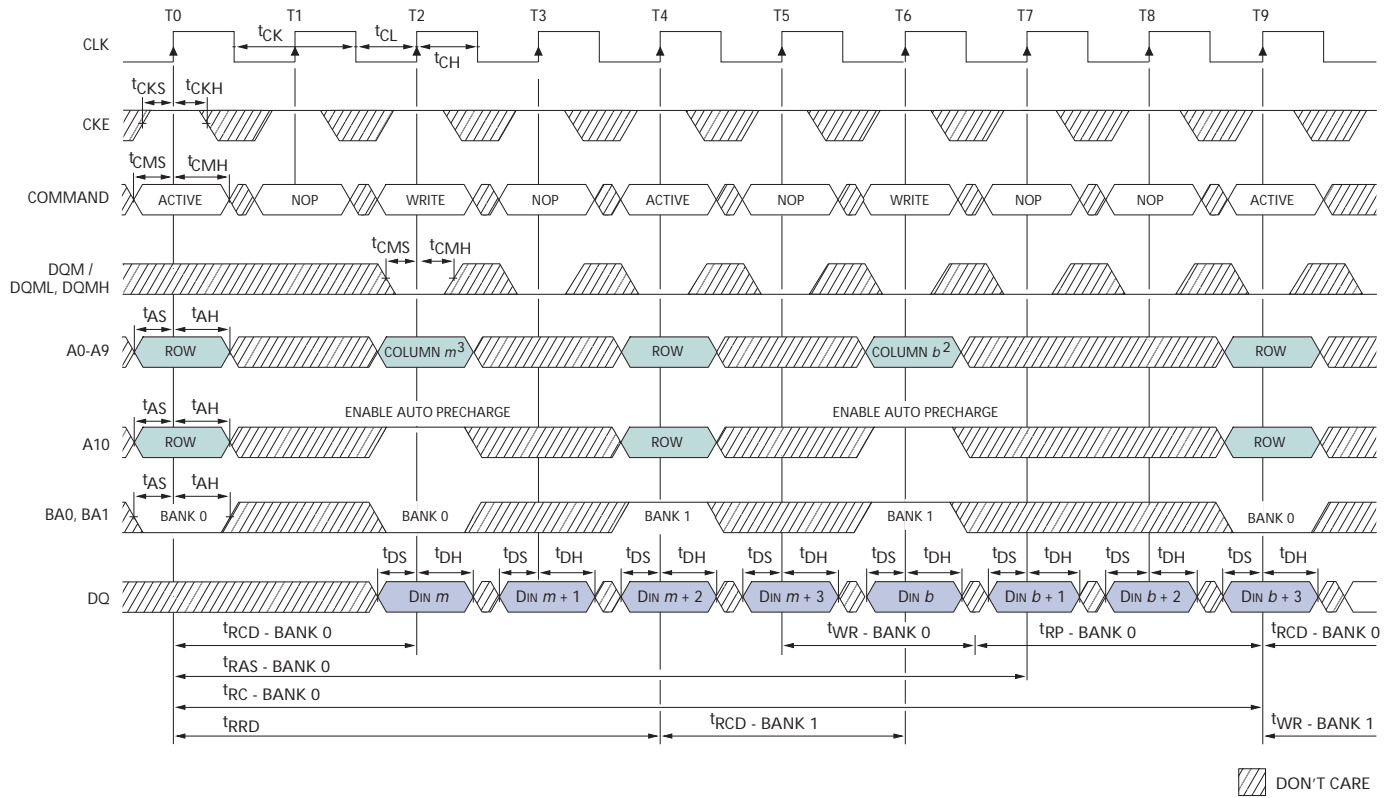 T0 T1 T2 T3 T4 T5 T6 T7 T8 T9
CLK tCK tCL tCH
tCKS tCKH
CKE
tCMS tCMH
COMMAND ACTIVE NOP WRITE NOP ACTIVE NOP WRITE NOP NOP ACTIVE
tCMS tCMH
DQM /
DQML, DQMH
tAS tAH
A0-A9 ROW COLUMN m3 ROW COLUMN b2 ROW
tAS tAH ENABLE AUTO PRECHARGE ENABLE AUTO PRECHARGE
A10 ROW ROW ROW
tAS tAH
BA0, BA1 BANK 0 BANK 0 BANK 1 BANK 1 BANK 0
tDS tDH tDS tDH tDS tDH tDS tDH tDS tDH tDS tDH tDS tDH tDS tDH
DQ DIN m DIN m + 1 DIN m + 2 DIN m + 3 DIN b DIN b + 1 DIN b + 2 DIN b + 3
tRCD - BANK 0 tWR - BANK 0 tRP - BANK 0 tRCD - BANK 0
tRAS - BANK 0
tRC - BANK 0
tRRD tRCD - BANK 1 tWR - BANK 1
DON'T CARE